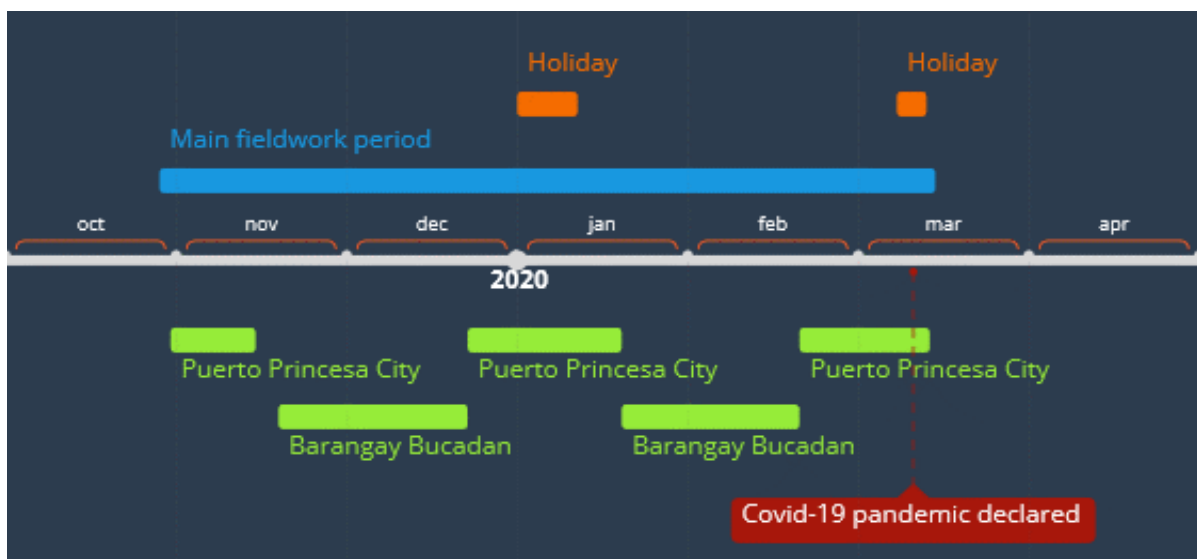 Holiday
Holiday
Main fieldwork period
oct
nov
dec
jan
feb
mar
apr
2020
Puerto Princesa City
Puerto Princesa City
Puerto Princesa City
Barangay Bucadan
Barangay Bucadan
Covid-19 pandemic declared